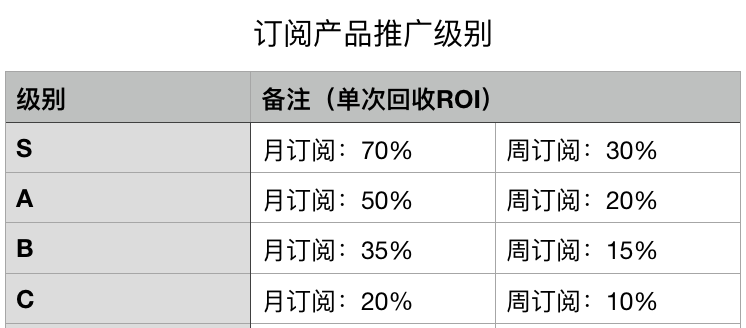 订阅产品推广级别
级别 备注（单次回收ROI）
S 月订阅：70% 周订阅：30%
A 月订阅：50% 周订阅：20%
B 月订阅：35% 周订阅：15%
C 月订阅：20% 周订阅：10%